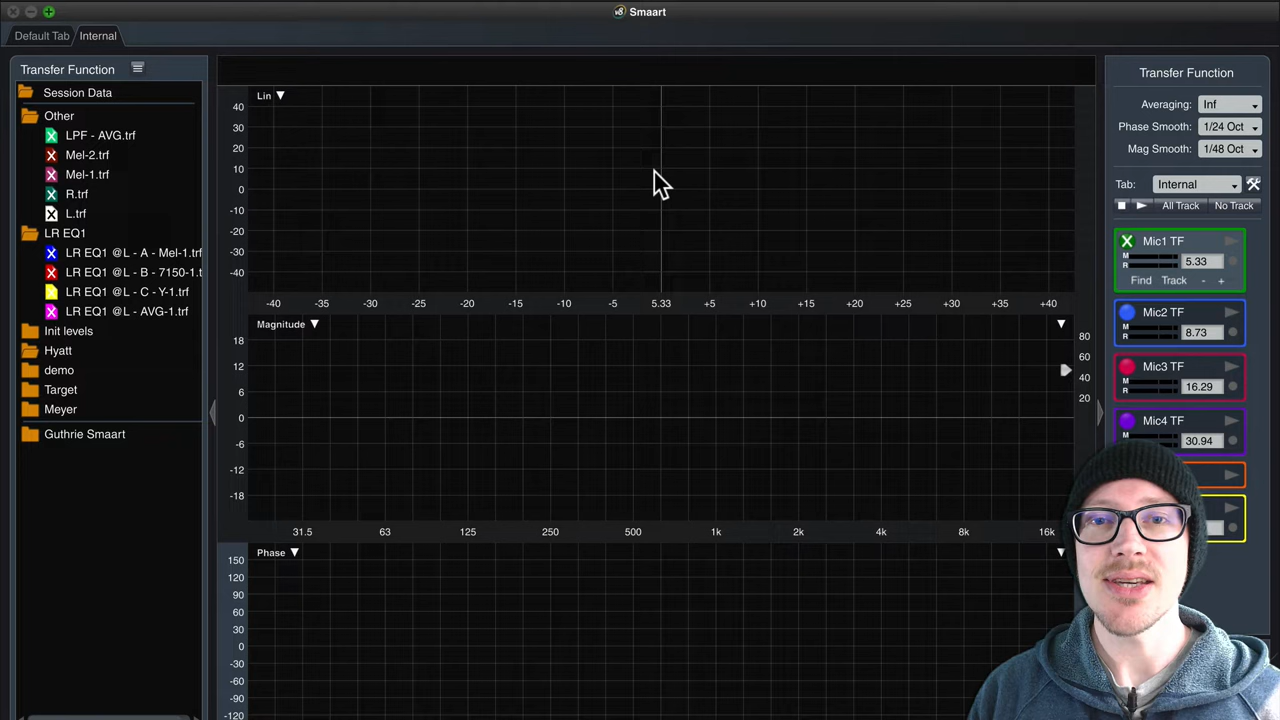 v8 Smaart
Default Tab
Internal
Transfer Function
Session Data
Other
LPF - AVG.trf
Mel-2.trf
Mel-1.trf
R.trf
L.trf
LR EQ1
LR EQ1 @L - A - Mel-1.trf
LR EQ1 @L - B - 7150-1.t
LR EQ1 @L - C - Y-1.trf
LR EQ1 @L - AVG-1.trf
Init levels
Hyatt
demo
Target
Meyer
Guthrie Smaart
Lin
40
30
20
10
0
-10
-20
-30
-40
-40 -35 -30 -25 -20 -15 -10 -5 5.33 +5 +10 +15 +20 +25 +30 +35 +40
Magnitude
18
12
6
0
-6
-12
-18
80
60
40
20
31.5 63 125 250 500 1k 2k 4k 8k 16k
Phase
150
120
90
60
30
0
-30
-60
-90
-120
Transfer Function
Averaging: Inf
Phase Smooth: 1/24 Oct
Mag Smooth: 1/48 Oct
Tab: Internal
All Track No Track
Mic1 TF
M
R
5.33
Find Track - +
Mic2 TF
M
R
8.73
Mic3 TF
M
R
16.29
Mic4 TF
M
R
30.94